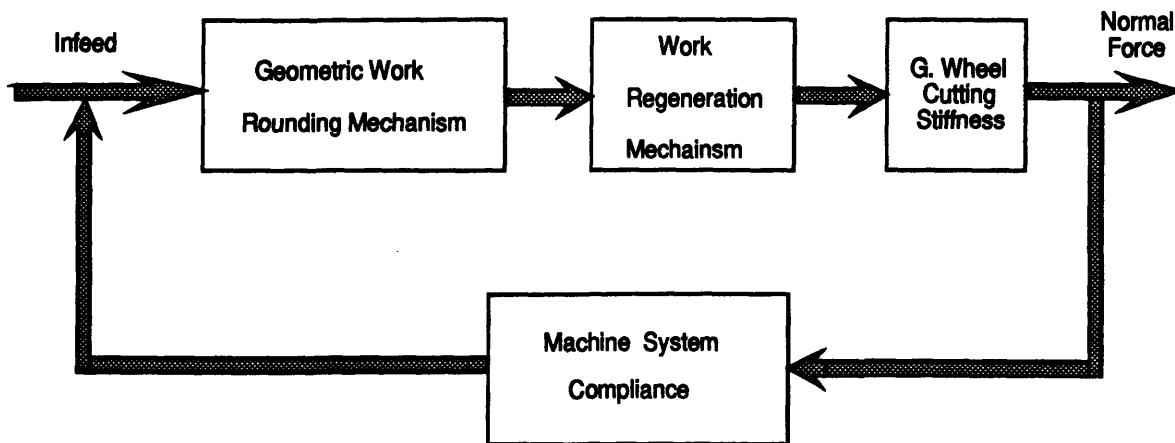 Infeed
Geometric Work
Rounding Mechanism
Work
Regeneration
Mechainsm
G. Wheel
Cutting
Stiffness
Normal
Force
Machine System
Compliance